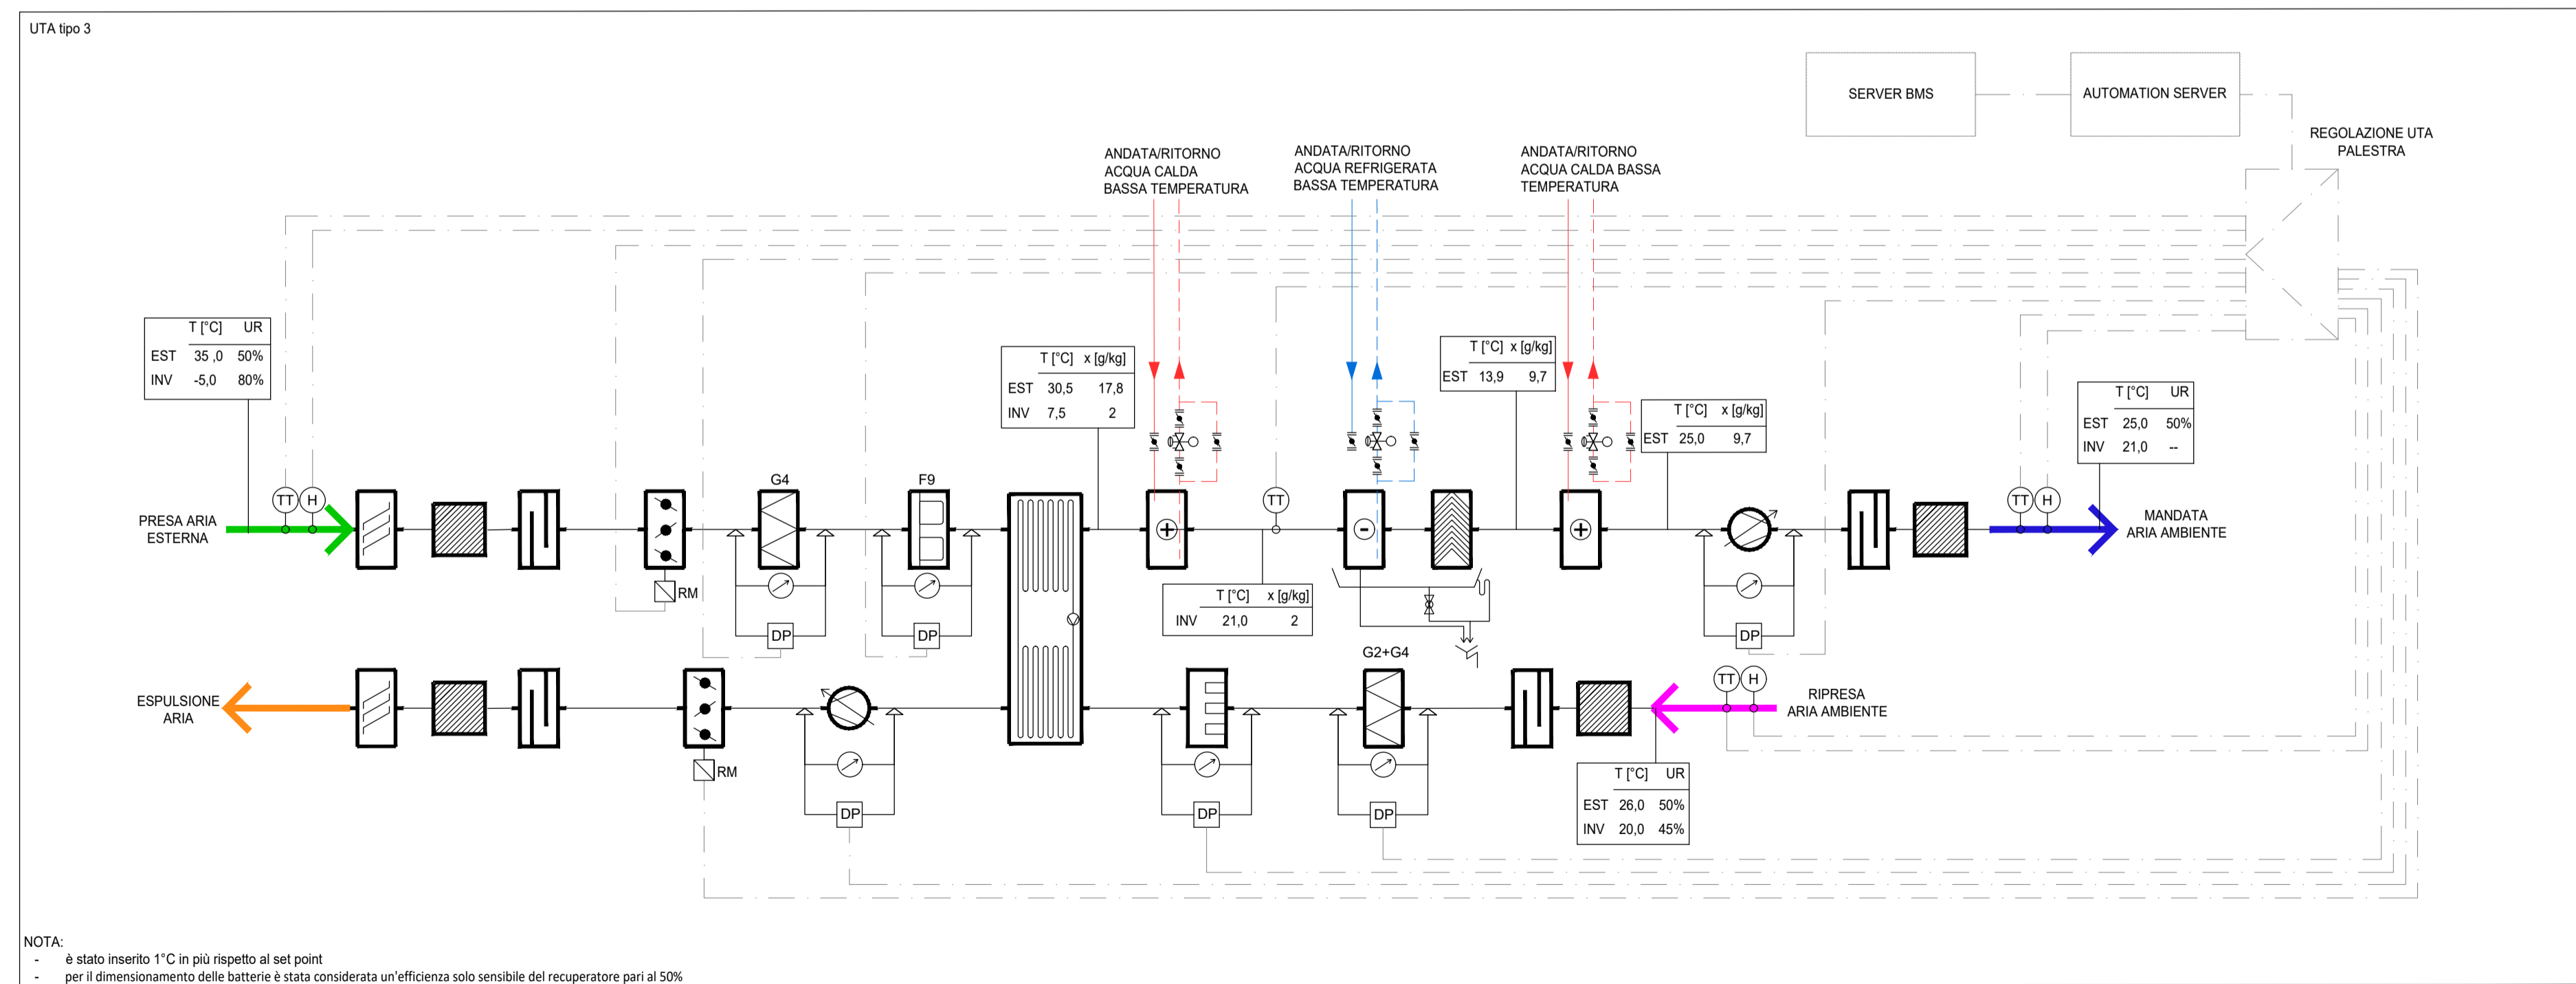 UTA tipo 3
SERVER BMS
AUTOMATION SERVER
REGOLAZIONE UTA
PALESTRA
ANDATA/RITORNO
ACQUA CALDA
BASSA TEMPERATURA
ANDATA/RITORNO
ACQUA REFRIGERATA
BASSA TEMPERATURA
ANDATA/RITORNO
ACQUA CALDA BASSA
TEMPERATURA
T [°C] UR
EST 35 ,0 50%
INV -5,0 80%
T [°C] x [g/kg]
EST 30,5 17,8
INV 7,5 2
T [°C] x [g/kg]
EST 13,9 9,7
T [°C] x [g/kg]
EST 25,0 9,7
T [°C] UR
EST 25,0 50%
INV 21,0 --
PRESA ARIA
ESTERNA
TT H
G4
F9
+
TT
-
+
TT H
MANDATA
ARIA AMBIENTE
RM
DP
DP
T [°C] x [g/kg]
INV 21,0 2
DP
ESPULSIONE
ARIA
RM
DP
DP
G2+G4
DP
TT H
RIPRESA
ARIA AMBIENTE
T [°C] UR
EST 26,0 50%
INV 20,0 45%
NOTA:
- è stato inserito 1°C in più rispetto al set point
- per il dimensionamento delle batterie è stata considerata un'efficienza solo sensibile del recuperatore pari al 50%